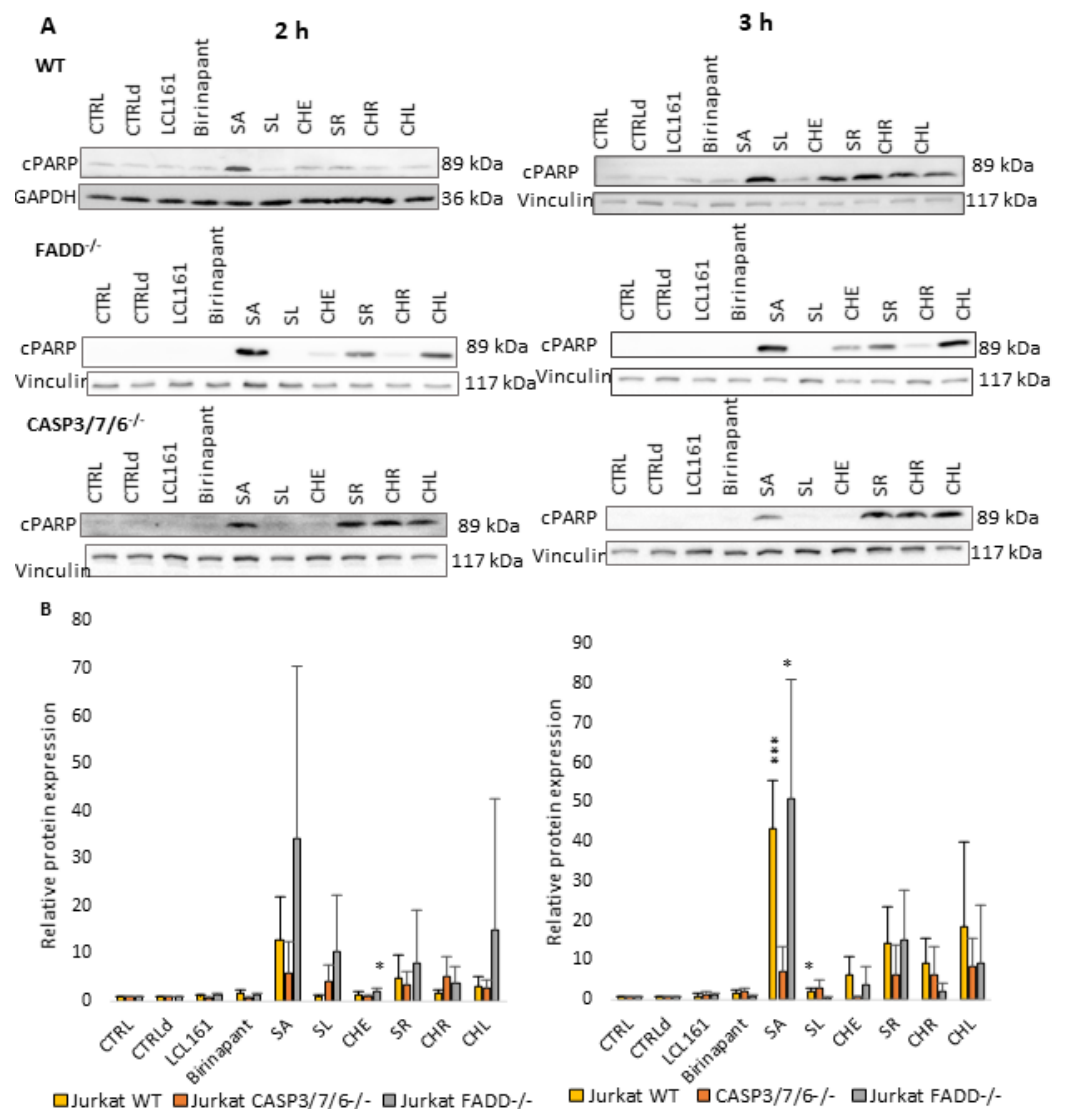 A
2 h
3 h
WT
CTRL CTRLd LCL161 Birinapant SA SL CHE SR CHR CHL
CTRL CTRLd LCL161 Birinapant SA SL CHE SR CHR CHL
cPARP 89 kDa
cPARP 89 kDa
GAPDH 36 kDa
Vinculin 117 kDa
FADD-/-
CTRL CTRLd LCL161 Birinapant SA SL CHE SR CHR CHL
CTRL CTRLd LCL161 Birinapant SA SL CHE SR CHR CHL
cPARP 89 kDa
cPARP 89 kDa
Vinculin 117 kDa
Vinculin 117 kDa
CASP3/7/6-/-
CTRL CTRLd LCL161 Birinapant SA SL CHE SR CHR CHL
CTRL CTRLd LCL161 Birinapant SA SL CHE SR CHR CHL
cPARP 89 kDa
cPARP 89 kDa
Vinculin 117 kDa
Vinculin 117 kDa
B
Relative protein expression
80
70
60
50
40
30
20
10
0
*
CTRL CTRLd LCL161 Birinapant SA SL CHE SR CHR CHL
Jurkat WT Jurkat CASP3/7/6-/- Jurkat FADD-/-
Relative protein expression
90
80
70
60
50
40
30
20
10
0
***
*
*
CTRL CTRLd LCL161 Birinapant SA SL CHE SR CHR CHL
Jurkat WT CASP3/7/6-/- Jurkat FADD-/-